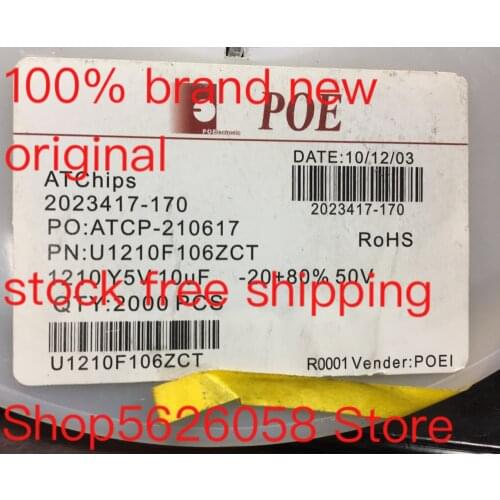 100% brand new
original
stock free shipping
Shop5626058 Store
P.O.Electronic
POE
DATE:10/12/03
2023417-170
RoHS
ATChips
2023417-170
PO:ATCP-210617
PN:U1210F106ZCT
1210 Y5V 10uF -20+80% 50V
QTY:2000 PCS
U1210F106ZCT
R0001 Vender:POEI